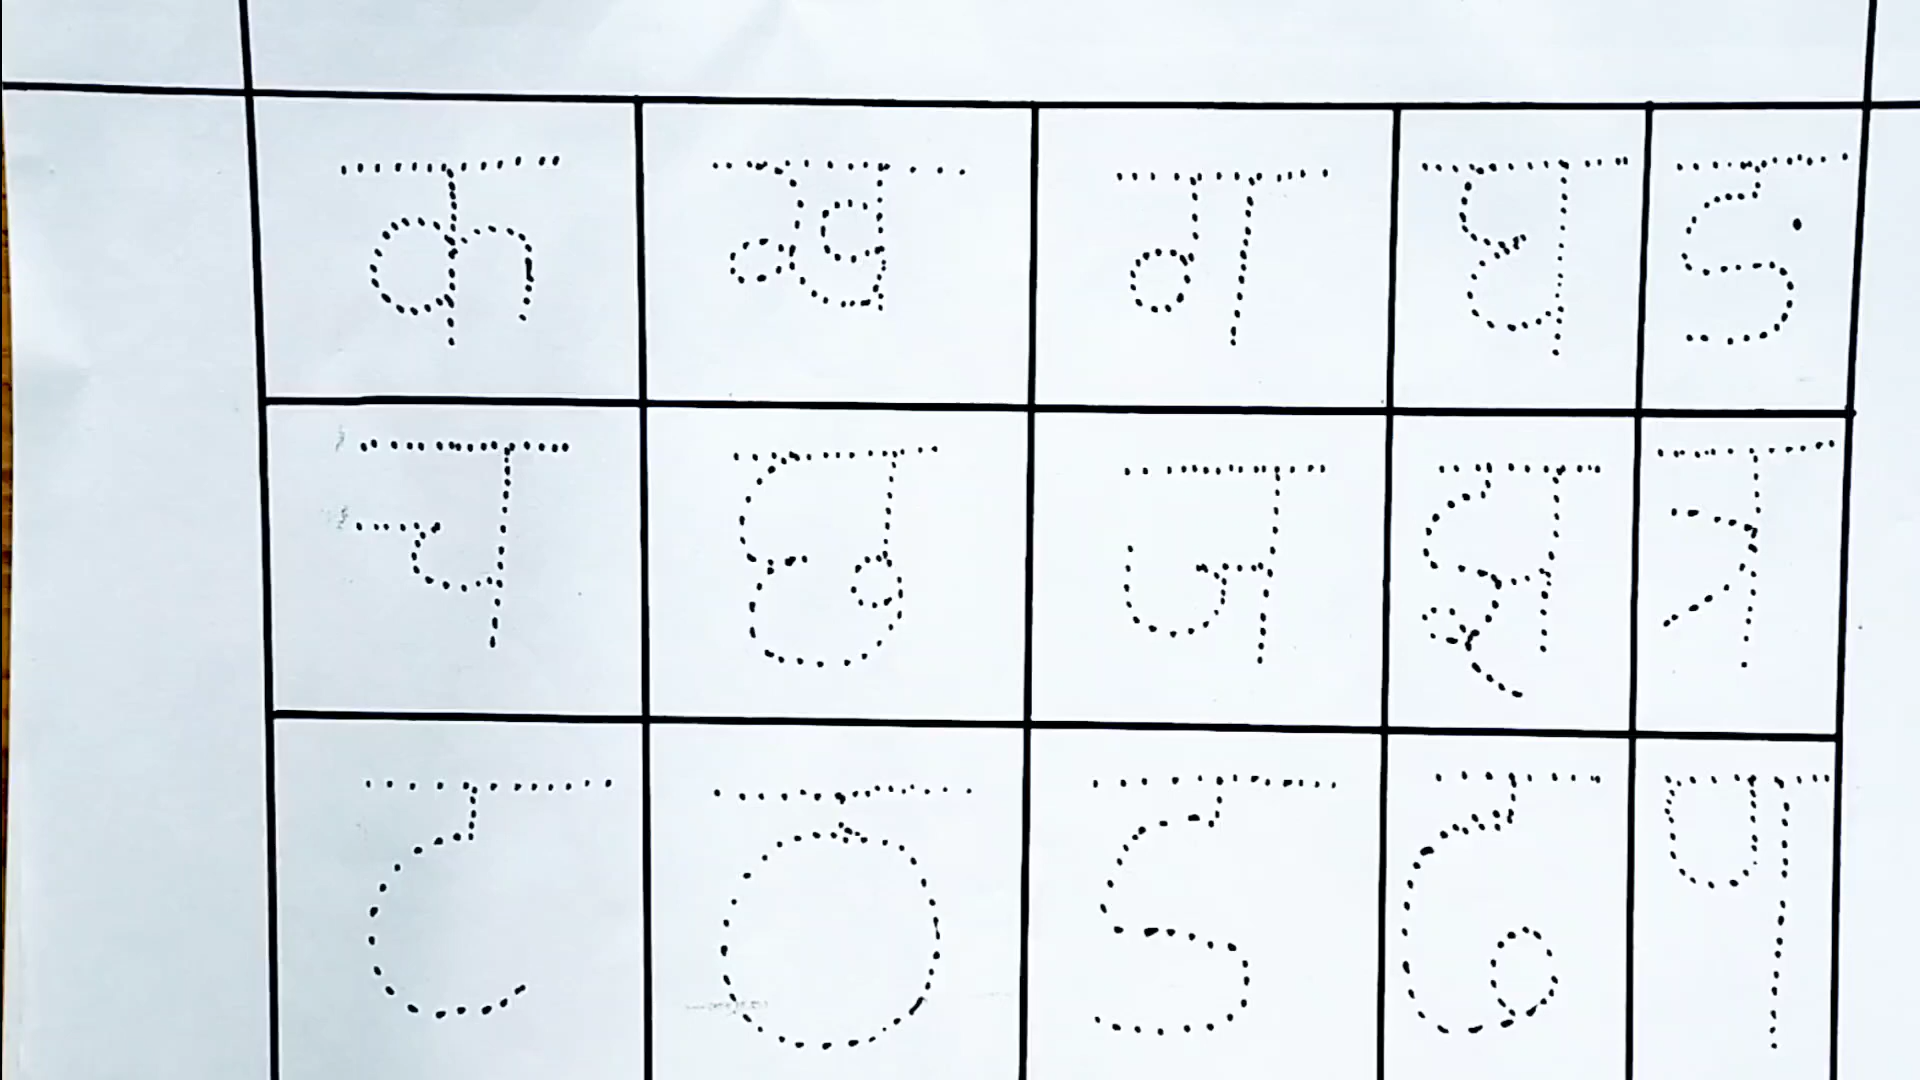 क ख ग घ ङ
च छ ज झ ञ
ट ठ ड ढ ण